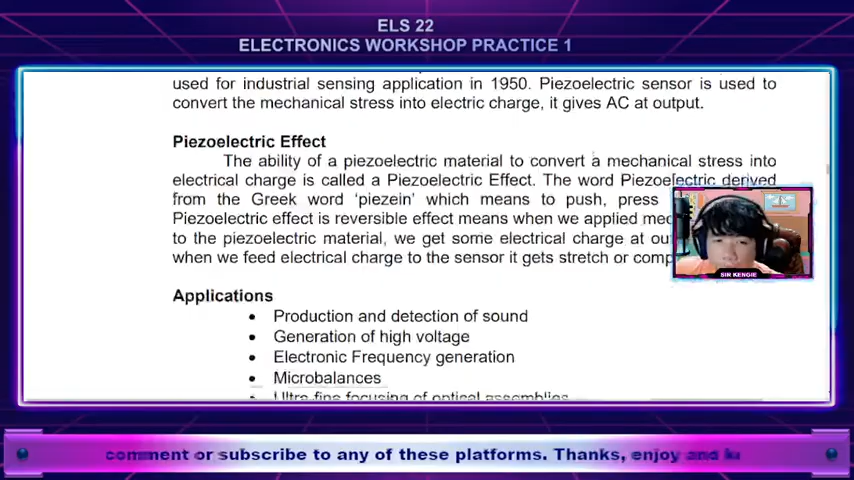 ELS 22
ELECTRONICS WORKSHOP PRACTICE 1
used for industrial sensing application in 1950. Piezoelectric sensor is used to
convert the mechanical stress into electric charge, it gives AC at output.
Piezoelectric Effect
The ability of a piezoelectric material to convert a mechanical stress into
electrical charge is called a Piezoelectric Effect. The word Piezoelectric derived
from the Greek word 'piezein' which means to push, press
Piezoelectric effect is reversible effect means when we applied
to the piezoelectric material, we get some electrical charge at
when we feed electrical charge to the sensor it gets stretch or
SIR KENGIE
Applications
• Production and detection of sound
• Generation of high voltage
• Electronic Frequency generation
• Microbalances
• Ultra-fine focusing of optical assemblies
comment or subscribe to any of these platforms. Thanks, enjoy and